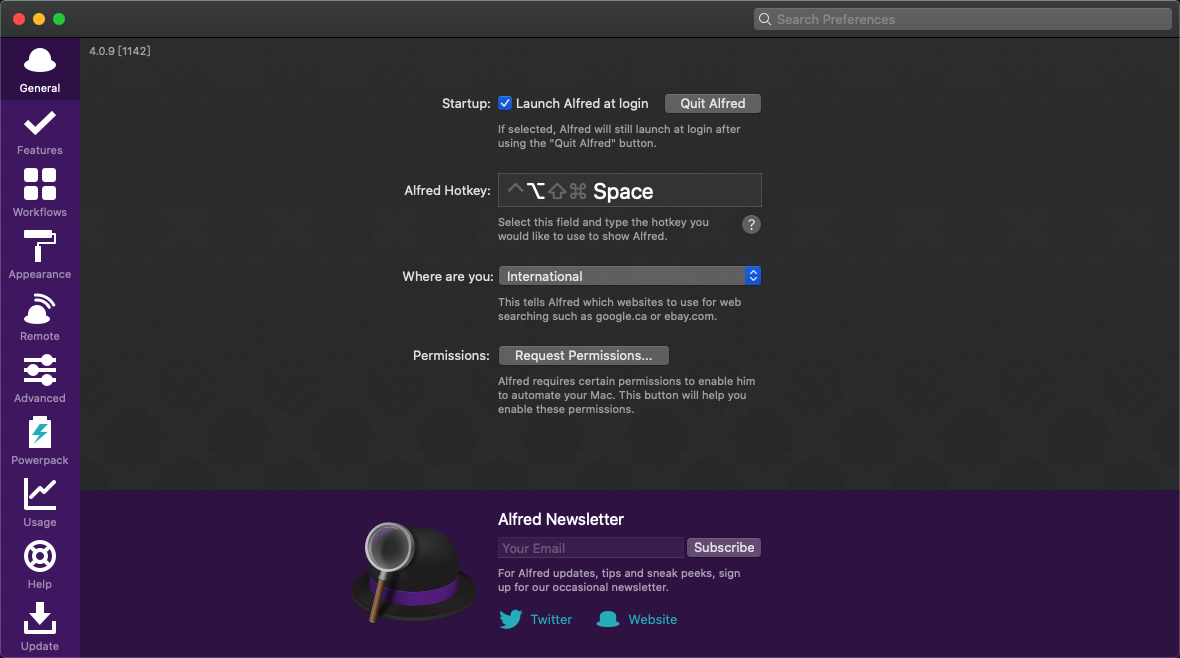 Search Preferences
4.0.9 [1142]
General
Features
Workflows
Appearance
Remote
Advanced
Powerpack
Usage
Help
Update
Startup: Launch Alfred at login Quit Alfred
If selected, Alfred will still launch at login after
using the "Quit Alfred" button.
Alfred Hotkey: ^⌥⇧⌘ Space
Select this field and type the hotkey you
would like to use to show Alfred.
?
Where are you: International
This tells Alfred which websites to use for web
searching such as google.ca or ebay.com.
Permissions: Request Permissions...
Alfred requires certain permissions to enable him
to automate your Mac. This button will help you
enable these permissions.
Alfred Newsletter
Your Email Subscribe
For Alfred updates, tips and sneak peeks, sign
up for our occasional newsletter.
Twitter Website